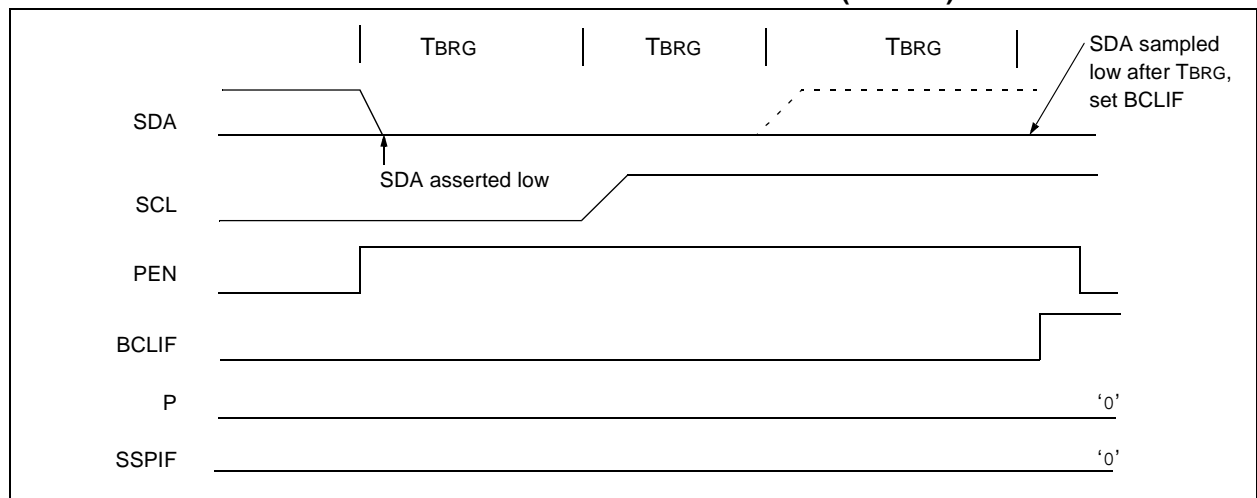 TBRG TBRG TBRG
SDA sampled
low after TBRG,
set BCLIF
SDA
SDA asserted low
SCL
PEN
BCLIF
P
‘0’
SSPIF
‘0’